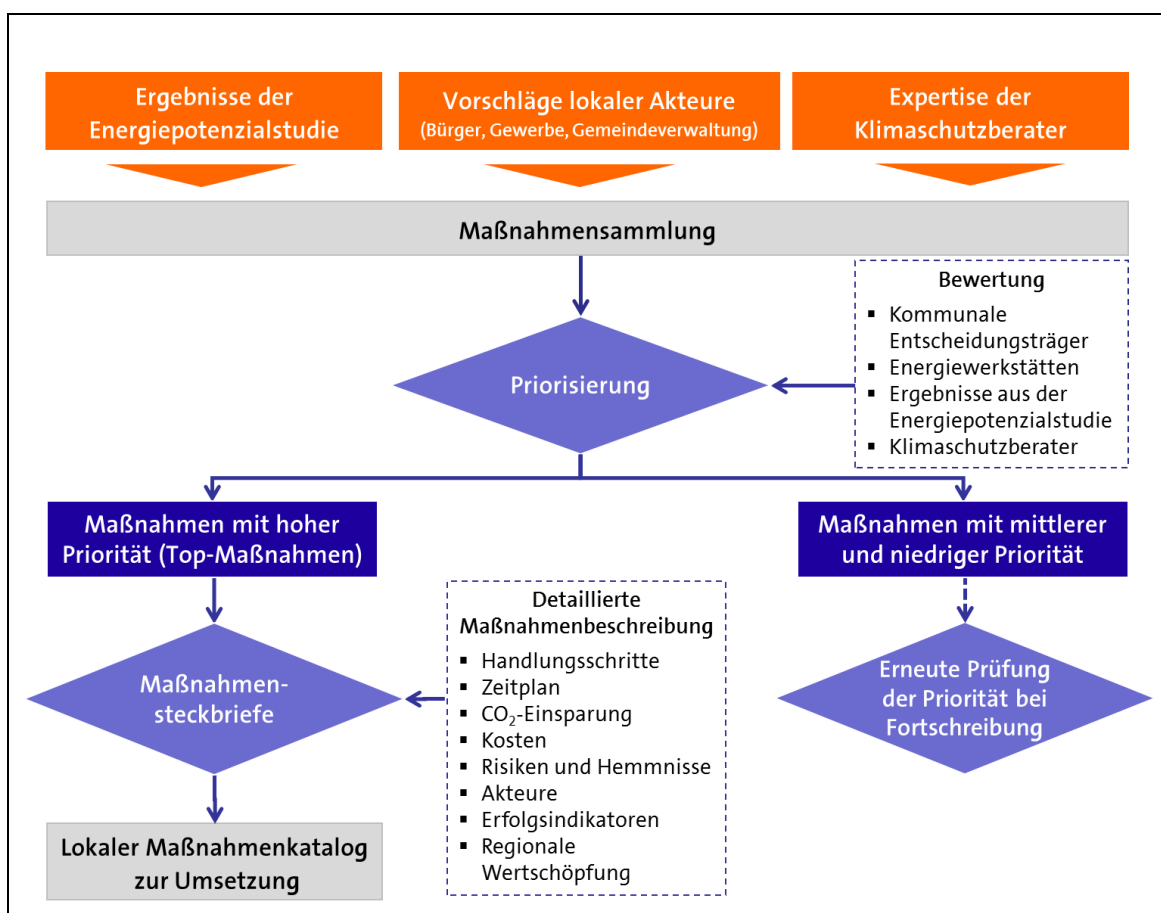 Ergebnisse der
Energiepotenzialstudie
Vorschläge lokaler Akteure
(Bürger, Gewerbe, Gemeindeverwaltung)
Expertise der
Klimaschutzberater
Maßnahmensammlung
Bewertung
▪ Kommunale
Entscheidungsträger
▪ Energiewerkstätten
▪ Ergebnisse aus der
Energiepotenzialstudie
▪ Klimaschutzberater
Priorisierung
Maßnahmen mit hoher
Priorität (Top-Maßnahmen)
Maßnahmen mit mittlerer
und niedriger Priorität
Detaillierte
Maßnahmenbeschreibung
▪ Handlungsschritte
▪ Zeitplan
▪ CO₂-Einsparung
▪ Kosten
▪ Risiken und Hemmnisse
▪ Akteure
▪ Erfolgsindikatoren
▪ Regionale
Wertschöpfung
Maßnahmen-
steckbriefe
Erneute Prüfung
der Priorität bei
Fortschreibung
Lokaler Maßnahmenkatalog
zur Umsetzung